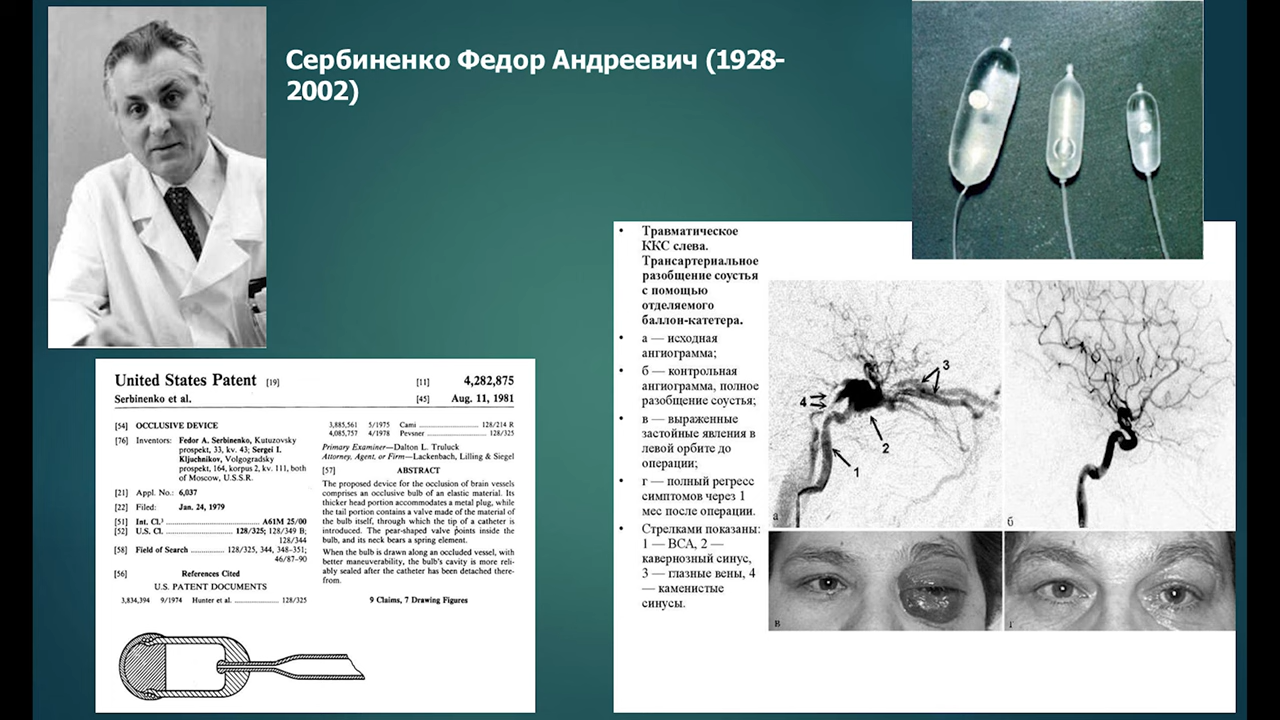 Сербиненко Федор Андреевич (1928-
2002)
United States Patent [19]
Serbinenko et al.
[11] 4,282,875
[45] Aug. 11, 1981
[54] OCCLUSIVE DEVICE
[76] Inventors: Fedor A. Serbinenko, Kutuzovsky
prospekt, 33, kv. 43; Sergei I.
Kljuchnikov, Volgogradsky
prospekt, 164, korpus 2, kv. 111, both
of Moscow, U.S.S.R.
[21] Appl. No.: 6,037
[22] Filed: Jan. 24, 1979
[51] Int. Cl.³ ................ A61M 25/00
[52] U.S. Cl. ................ 128/325; 128/349 B;
128/344
[58] Field of Search ............ 128/325, 344, 348-351;
46/87-90
[56] References Cited
U.S. PATENT DOCUMENTS
3,834,394 9/1974 Hunter et al. ................ 128/325
3,885,561 5/1975 Cami ................ 128/214 R
4,085,757 4/1978 Pevsner ................ 128/325
Primary Examiner—Dalton L. Truluck
Attorney, Agent, or Firm—Lackenbach, Lilling & Siegel
[57] ABSTRACT
The proposed device for the occlusion of brain vessels
comprises an occlusive bulb of an elastic material. Its
thicker head portion accommodates a metal plug, while
the tail portion contains a valve made of the material of
the bulb itself, through which the tip of a catheter is
introduced. The pear-shaped valve points inside the
bulb, and its neck bears a spring element.
When the bulb is drawn along an occluded vessel, with
better maneuverability, the bulb's cavity is more reli-
ably sealed after the catheter has been detached there-
from.
9 Claims, 7 Drawing Figures
• Травматическое
ККС слева.
Трансартериальное
разобщение соустья
с помощью
отделяемого
баллон-катетера.
• а — исходная
ангиограмма;
• б — контрольная
ангиограмма, полное
разобщение соустья;
• в — выраженные
застойные явления в
левой орбите до
операции;
• г — полный регресс
симптомов через 1
мес после операции.
• Стрелками показаны:
1 — ВСА, 2 —
кавернозный синус,
3 — глазные вены, 4
— каменистые
синусы.
3
4
2
1
а
б
в
г